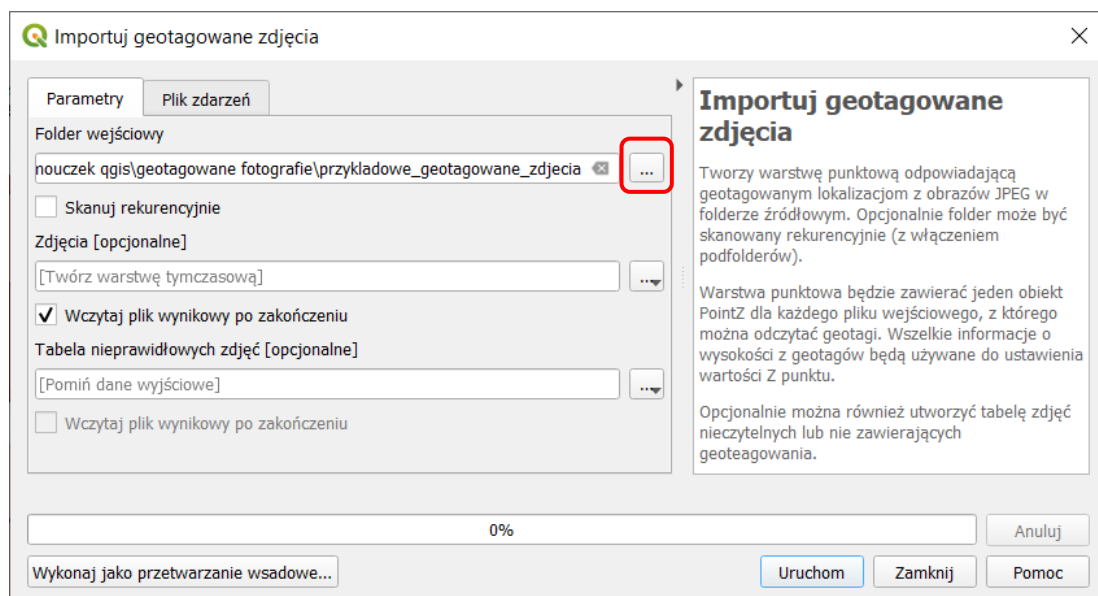 Importuj geotagowane zdjęcia
Parametry
Plik zdarzeń
Folder wejściowy
nouczek qgis\geotagowane fotografie\przykladowe_geotagowane_zdjecia
...
Skanuj rekurencyjnie
Zdjęcia [opcjonalne]
[Twórz warstwę tymczasową]
...
Wczytaj plik wynikowy po zakończeniu
Tabela nieprawidłowych zdjęć [opcjonalne]
[Pomiń dane wyjściowe]
...
Wczytaj plik wynikowy po zakończeniu
Importuj geotagowane
zdjęcia
Tworzy warstwę punktową odpowiadającą
geotagowanym lokalizacjom z obrazów JPEG w
folderze źródłowym. Opcjonalnie folder może być
skanowany rekurencyjnie (z włączeniem
podfolderów).
Warstwa punktowa będzie zawierać jeden obiekt
PointZ dla każdego pliku wejściowego, z którego
można odczytać geotagi. Wszelkie informacje o
wysokości z geotagów będą używane do ustawienia
wartości Z punktu.
Opcjonalnie można również utworzyć tabelę zdjęć
nieczytelnych lub nie zawierających
geoteagowania.
0%
Anuluj
Wykonaj jako przetwarzanie wsadowe...
Uruchom
Zamknij
Pomoc